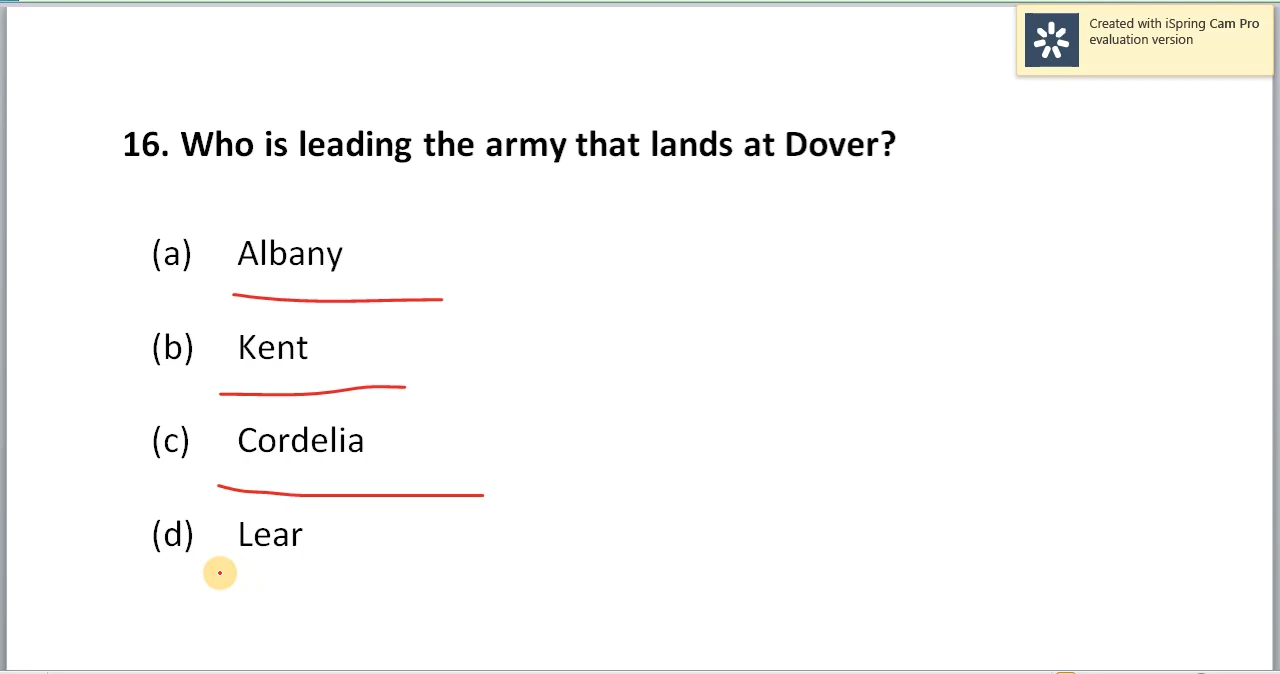 Created with iSpring Cam Pro
evaluation version
16. Who is leading the army that lands at Dover?
(a) Albany
(b) Kent
(c) Cordelia
(d) Lear